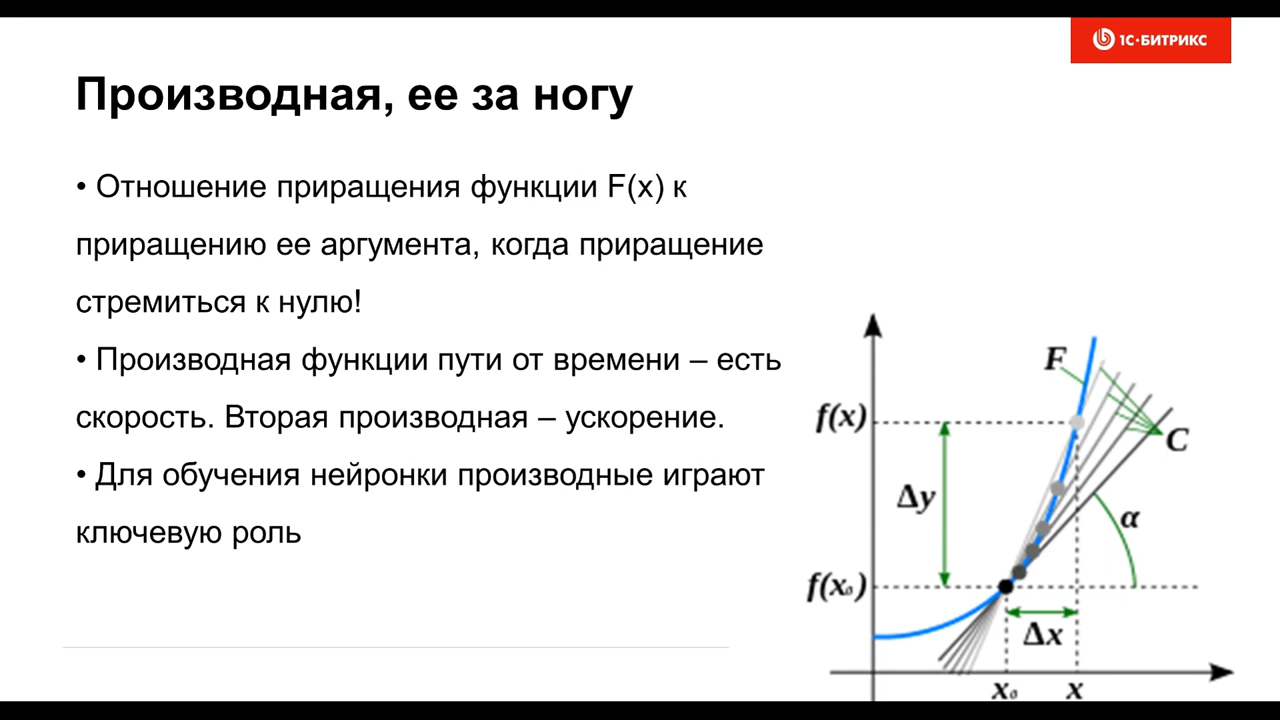 1С-БИТРИКС
Производная, ее за ногу
• Отношение приращения функции F(x) к
приращению ее аргумента, когда приращение
стремиться к нулю!
• Производная функции пути от времени – есть
скорость. Вторая производная – ускорение.
• Для обучения нейронки производные играют
ключевую роль
F
f(x)
C
Δy
α
f(x₀)
Δx
x₀
x